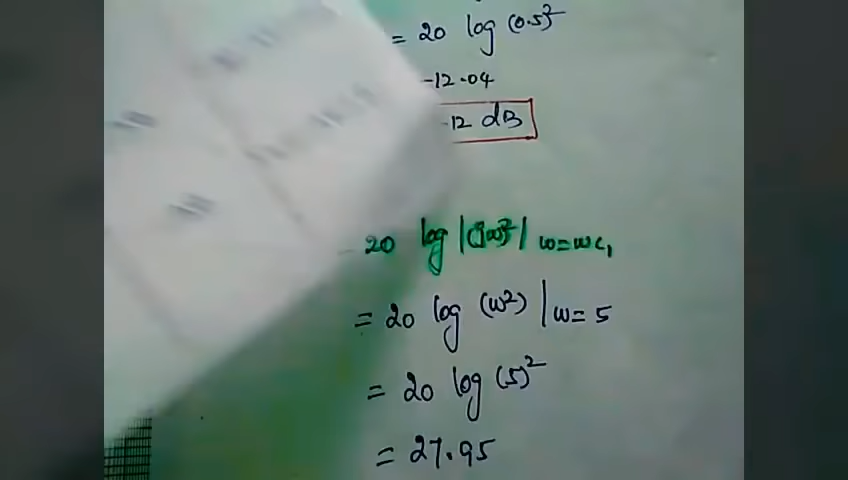 = 20 log (0.5)²
-12.04
-12 dB
20 log |(jω)²| ω=ωc₁
= 20 log (ω²) | ω= 5
= 20 log (5)²
= 27.95